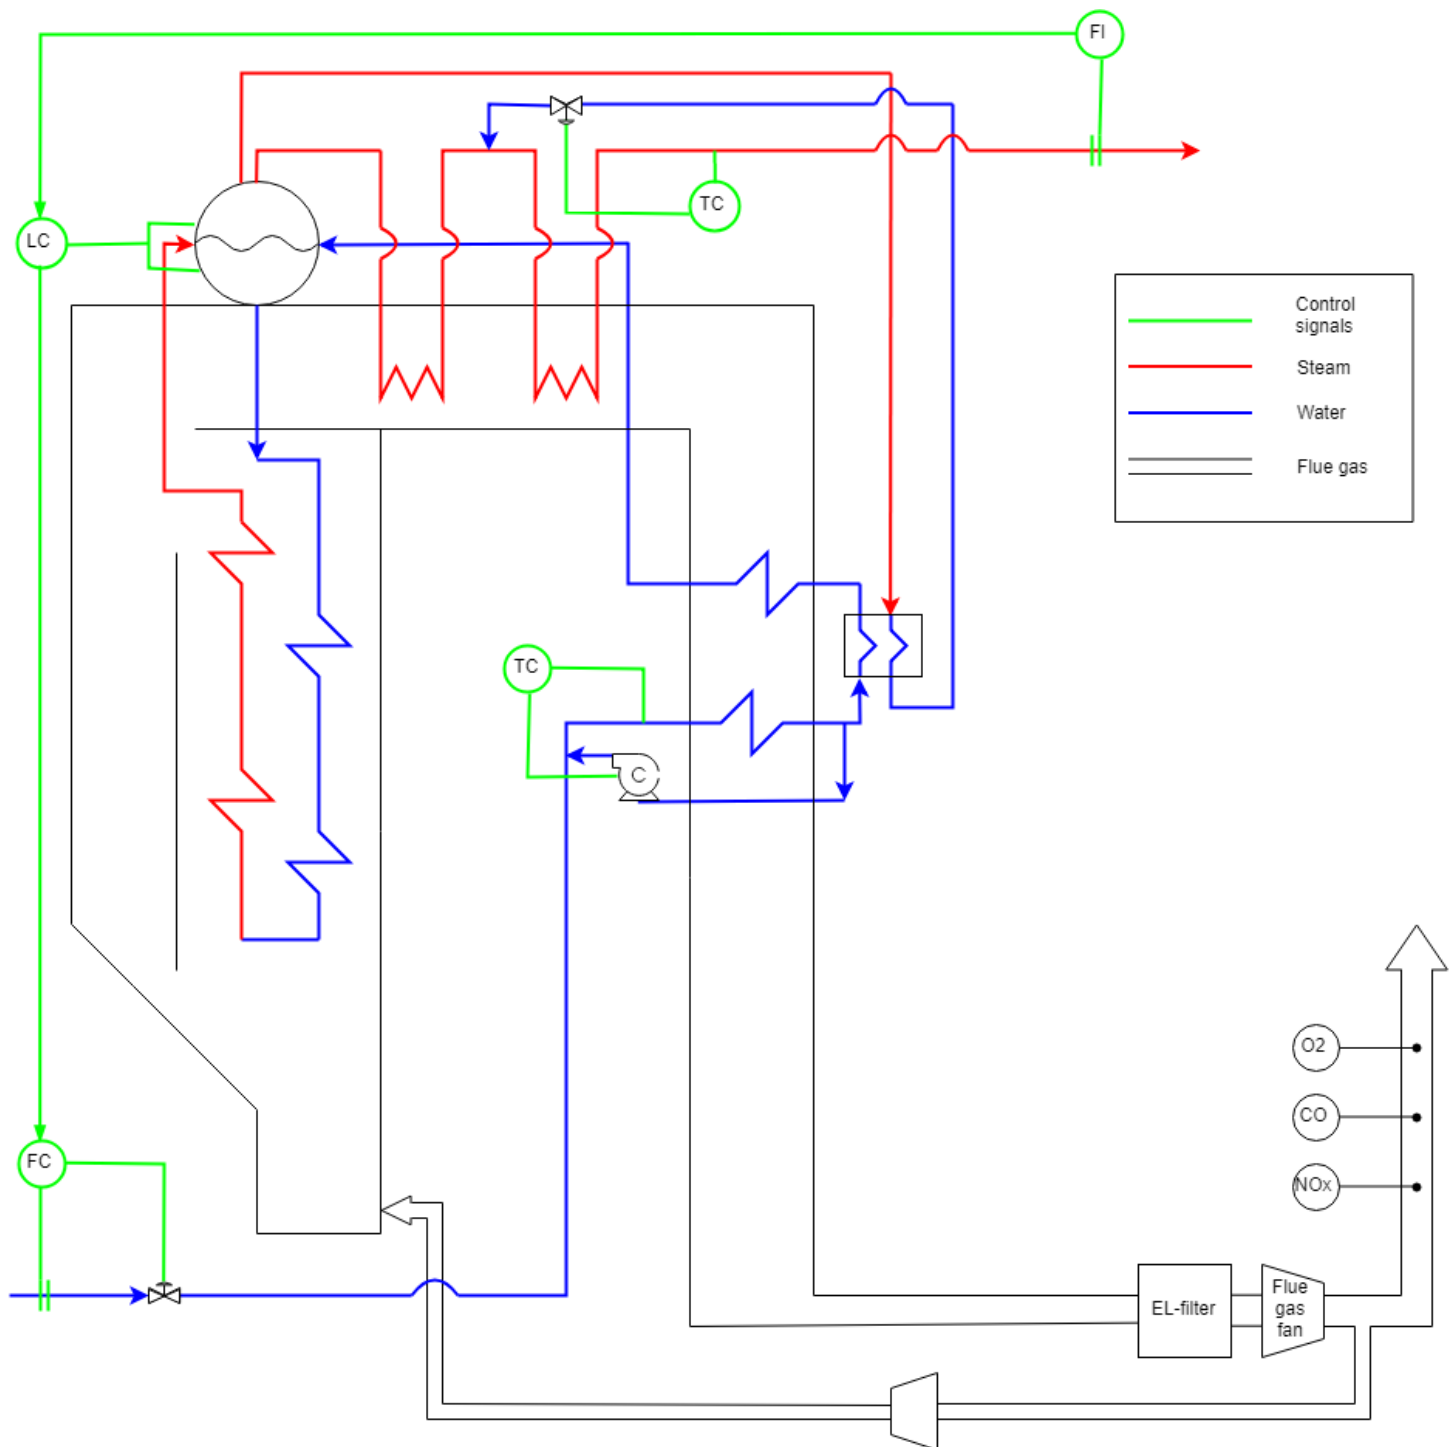 FI
TC
LC
Control
signals
Steam
Water
Flue gas
TC
C
O2
CO
NOx
FC
EL-filter
Flue
gas
fan